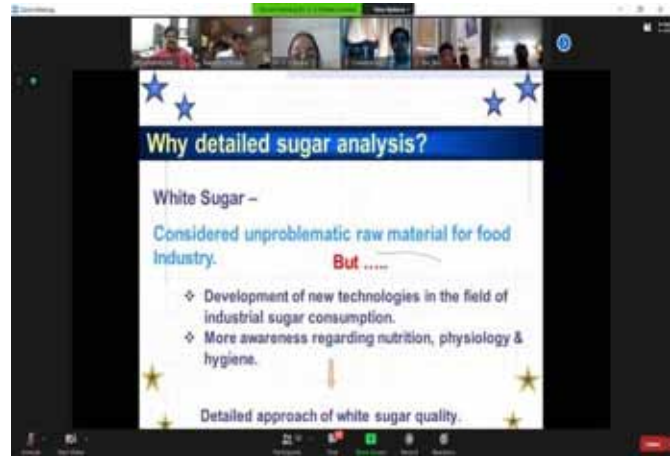 Why detailed sugar analysis?
White Sugar –
Considered unproblematic raw material for food
Industry.
But .....
❖ Development of new technologies in the field of
industrial sugar consumption.
❖ More awareness regarding nutrition, physiology &
hygiene.
Detailed approach of white sugar quality.